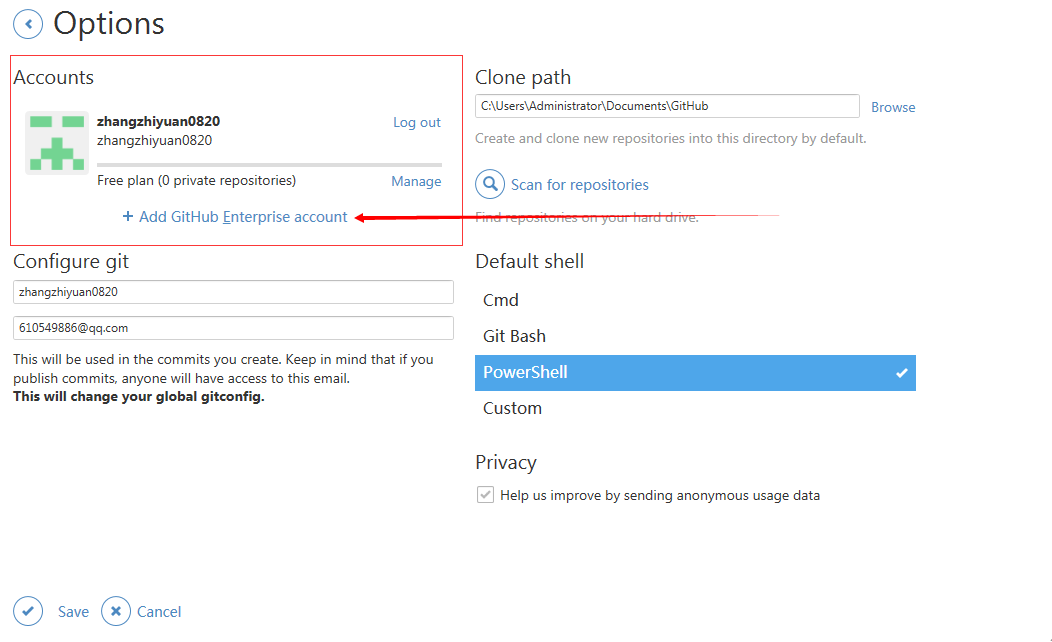 Options
Accounts
zhangzhiyuan0820
zhangzhiyuan0820
Log out
Free plan (0 private repositories)
Manage
+ Add GitHub Enterprise account
Configure git
zhangzhiyuan0820
610549886@qq.com
This will be used in the commits you create. Keep in mind that if you
publish commits, anyone will have access to this email.
This will change your global gitconfig.
Clone path
C:\Users\Administrator\Documents\GitHub
Browse
Create and clone new repositories into this directory by default.
Scan for repositories
Find repositories on your hard drive.
Default shell
Cmd
Git Bash
PowerShell
Custom
Privacy
Help us improve by sending anonymous usage data
Save
Cancel